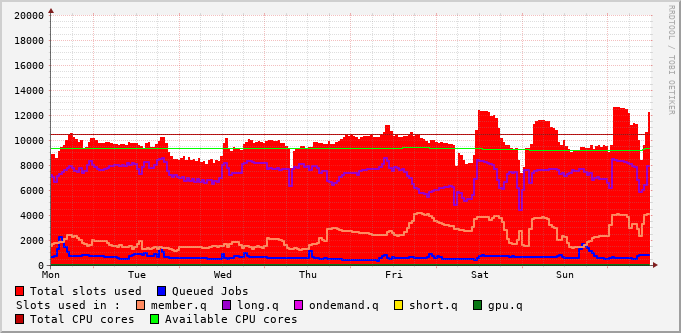 RRDTOOL / TOBI OETIKER
20000
18000
16000
14000
12000
10000
8000
6000
4000
2000
0
Mon Tue Wed Thu Fri Sat Sun
Total slots used Queued Jobs
Slots used in : member.q long.q ondemand.q short.q gpu.q
Total CPU cores Available CPU cores